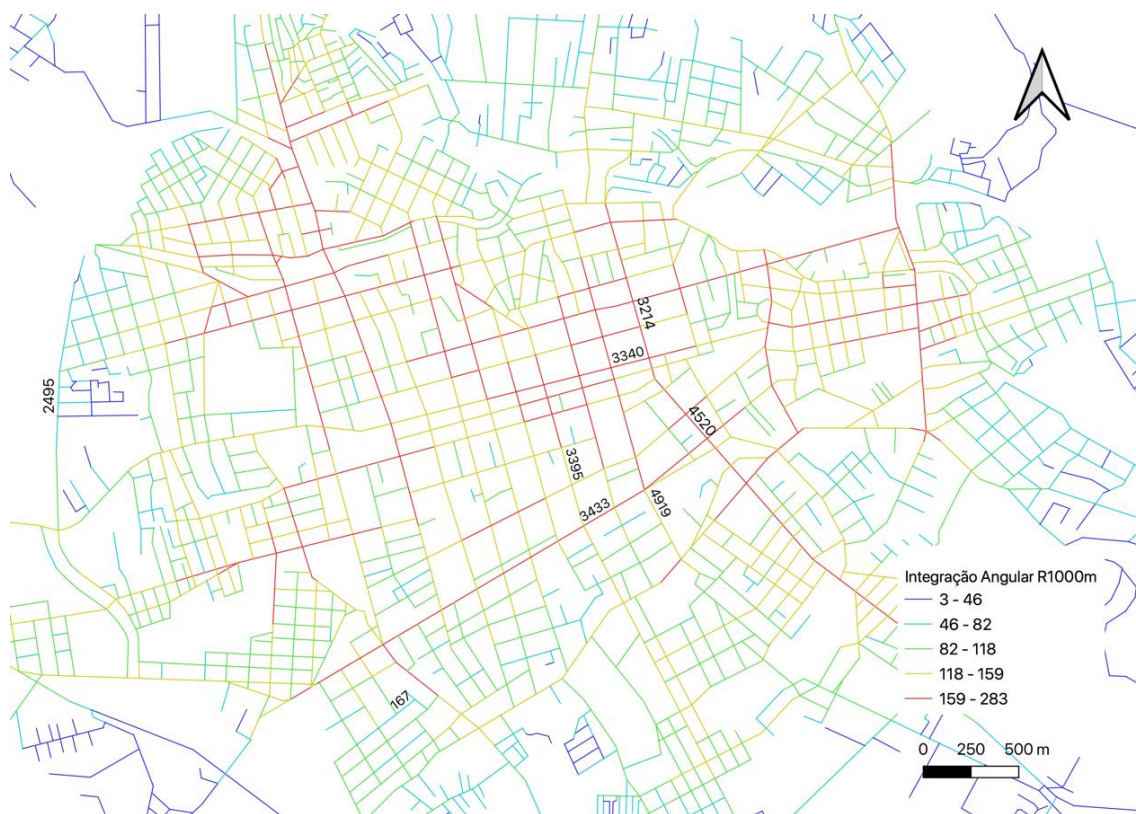 3214
3340
2495
4520
3395
4919
3433
167
Integração Angular R1000m
3 - 46
46 - 82
82 - 118
118 - 159
159 - 283
0 250 500 m